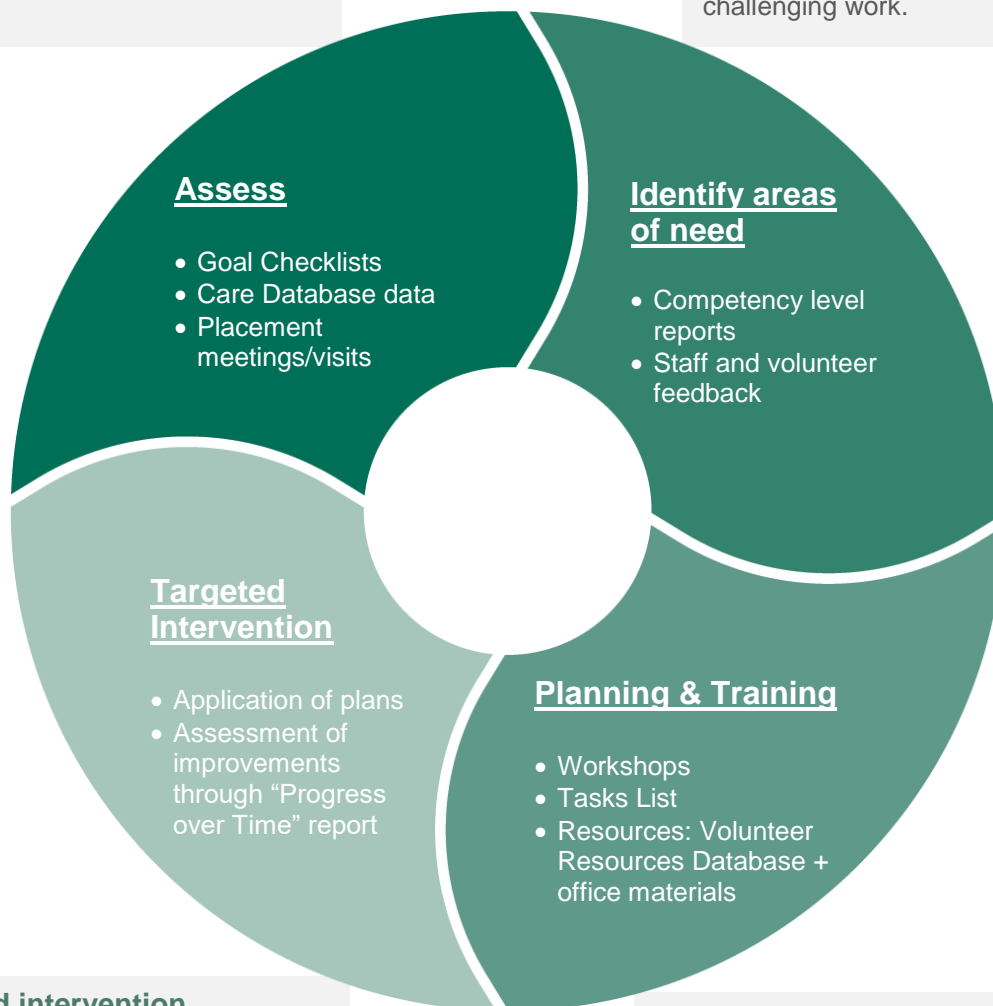 challenging work.
Assess
• Goal Checklists
• Care Database data
• Placement
meetings/visits
Identify areas
of need
• Competency level
reports
• Staff and volunteer
feedback
Targeted
Intervention
• Application of plans
• Assessment of
improvements
through “Progress
over Time” report
Planning & Training
• Workshops
• Tasks List
• Resources: Volunteer
Resources Database +
office materials
d intervention